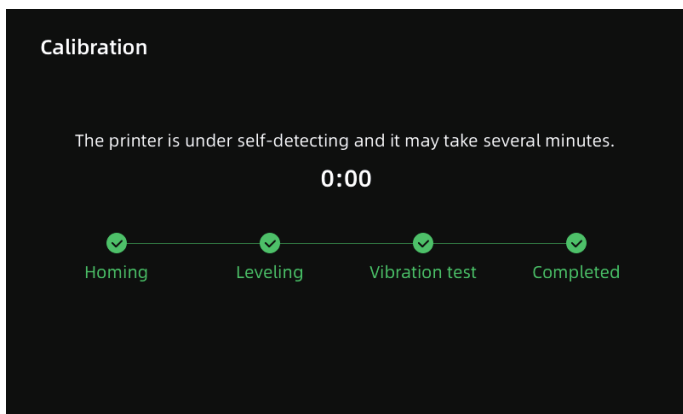 Calibration
The printer is under self-detecting and it may take several minutes.
0:00
Homing Leveling Vibration test Completed